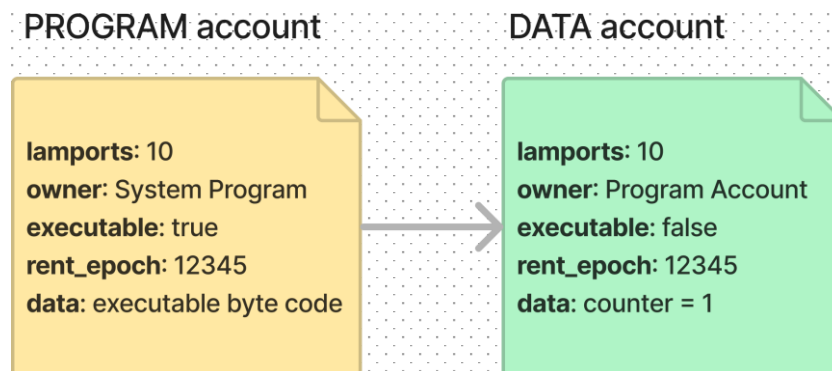 PROGRAM account
lamports: 10
owner: System Program
executable: true
rent_epoch: 12345
data: executable byte code
DATA account
lamports: 10
owner: Program Account
executable: false
rent_epoch: 12345
data: counter = 1